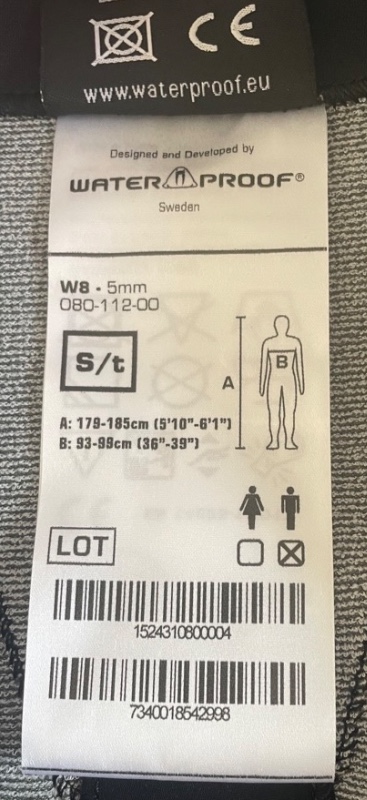 CE
www.waterproof.eu
Designed and Developed by
WATERPROOF®
Sweden
W8 • 5mm
080-112-00
S/t
A
B
A: 179-185cm (5'10"-6'1")
B: 93-99cm (36"-39")
LOT
1524310800004
7340018542998